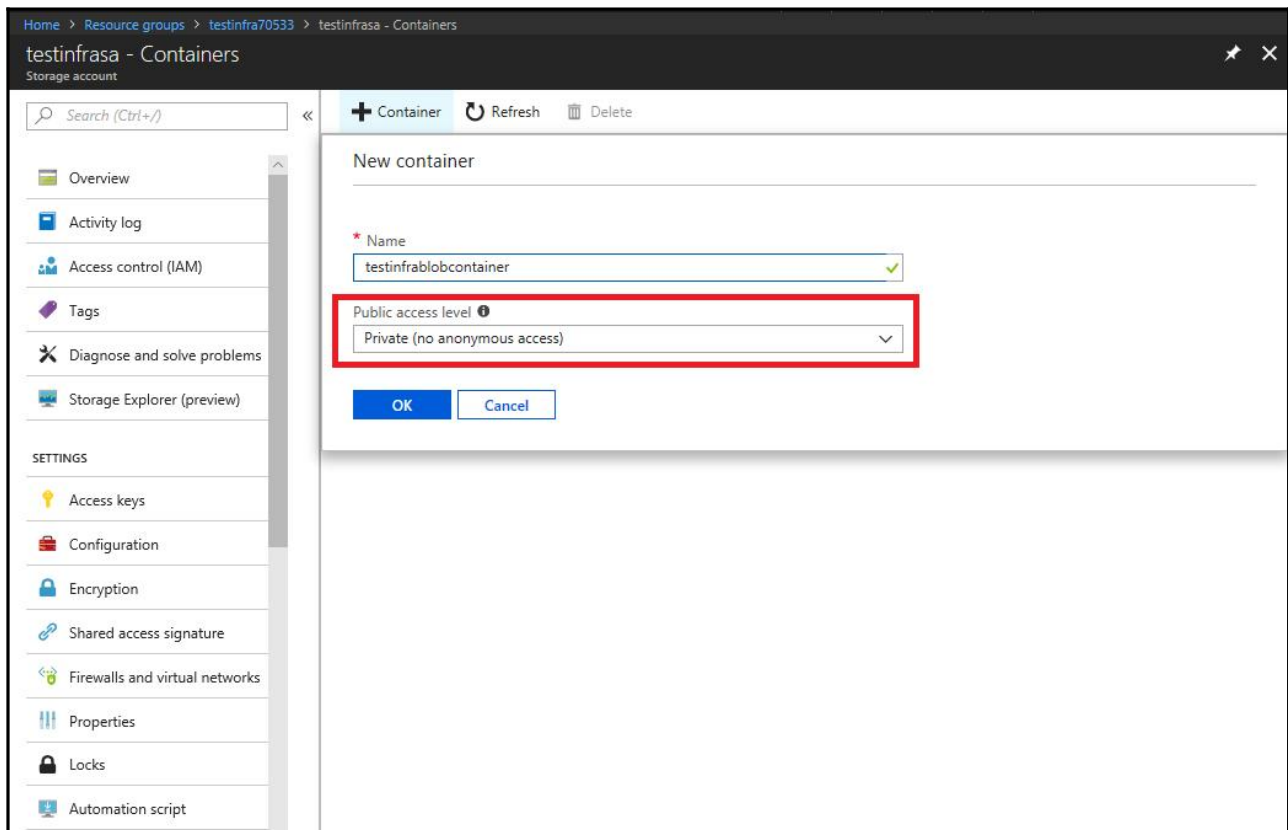 Home > Resource groups > testinfra70533 > testinfrasa - Containers
testinfrasa - Containers
Storage account
Search (Ctrl+/)
«
Container
Refresh
Delete
Overview
Activity log
Access control (IAM)
Tags
Diagnose and solve problems
Storage Explorer (preview)
SETTINGS
Access keys
Configuration
Encryption
Shared access signature
Firewalls and virtual networks
Properties
Locks
Automation script
New container
* Name
testinfrablobcontainer
Public access level
Private (no anonymous access)
OK
Cancel